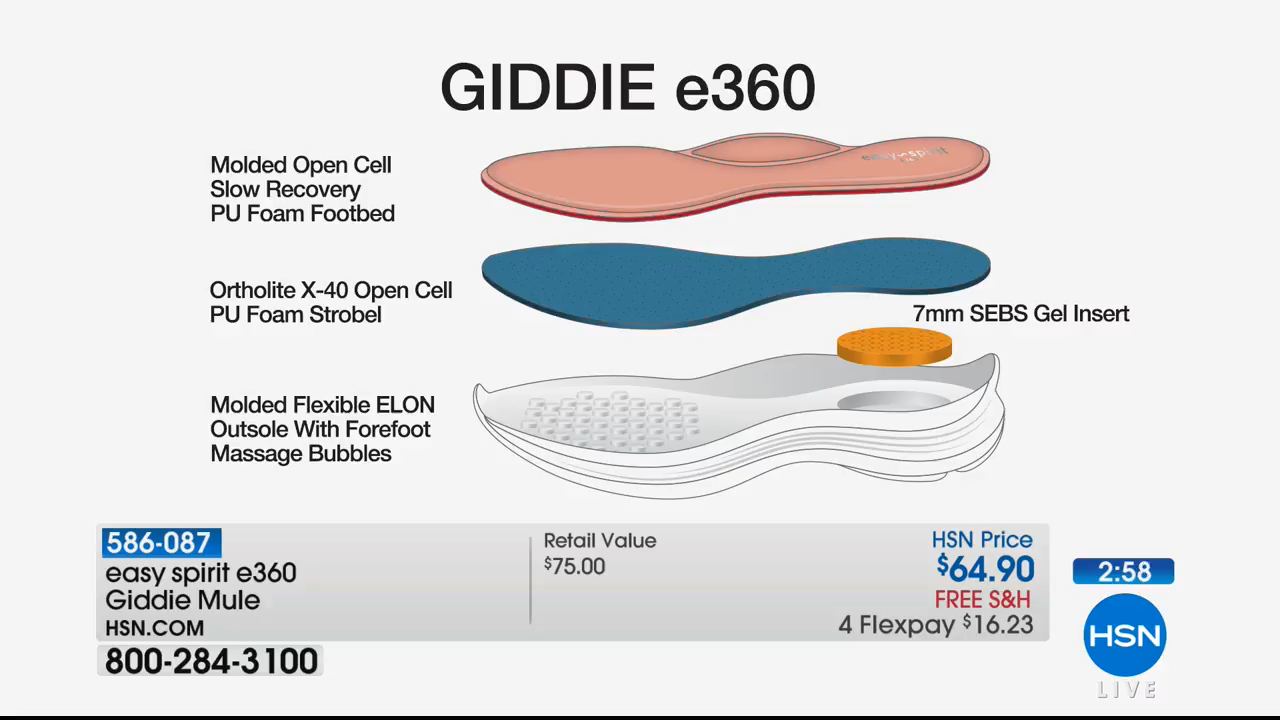 GIDDIE e360
Molded Open Cell
Slow Recovery
PU Foam Footbed
easy spirit
Ortholite X-40 Open Cell
PU Foam Strobel
7mm SEBS Gel Insert
Molded Flexible ELON
Outsole With Forefoot
Massage Bubbles
586-087
easy spirit e360
Giddie Mule
HSN.COM
800-284-3100
Retail Value
$75.00
HSN Price
$64.90
FREE S&H
4 Flexpay $16.23
2:58
HSN
LIVE